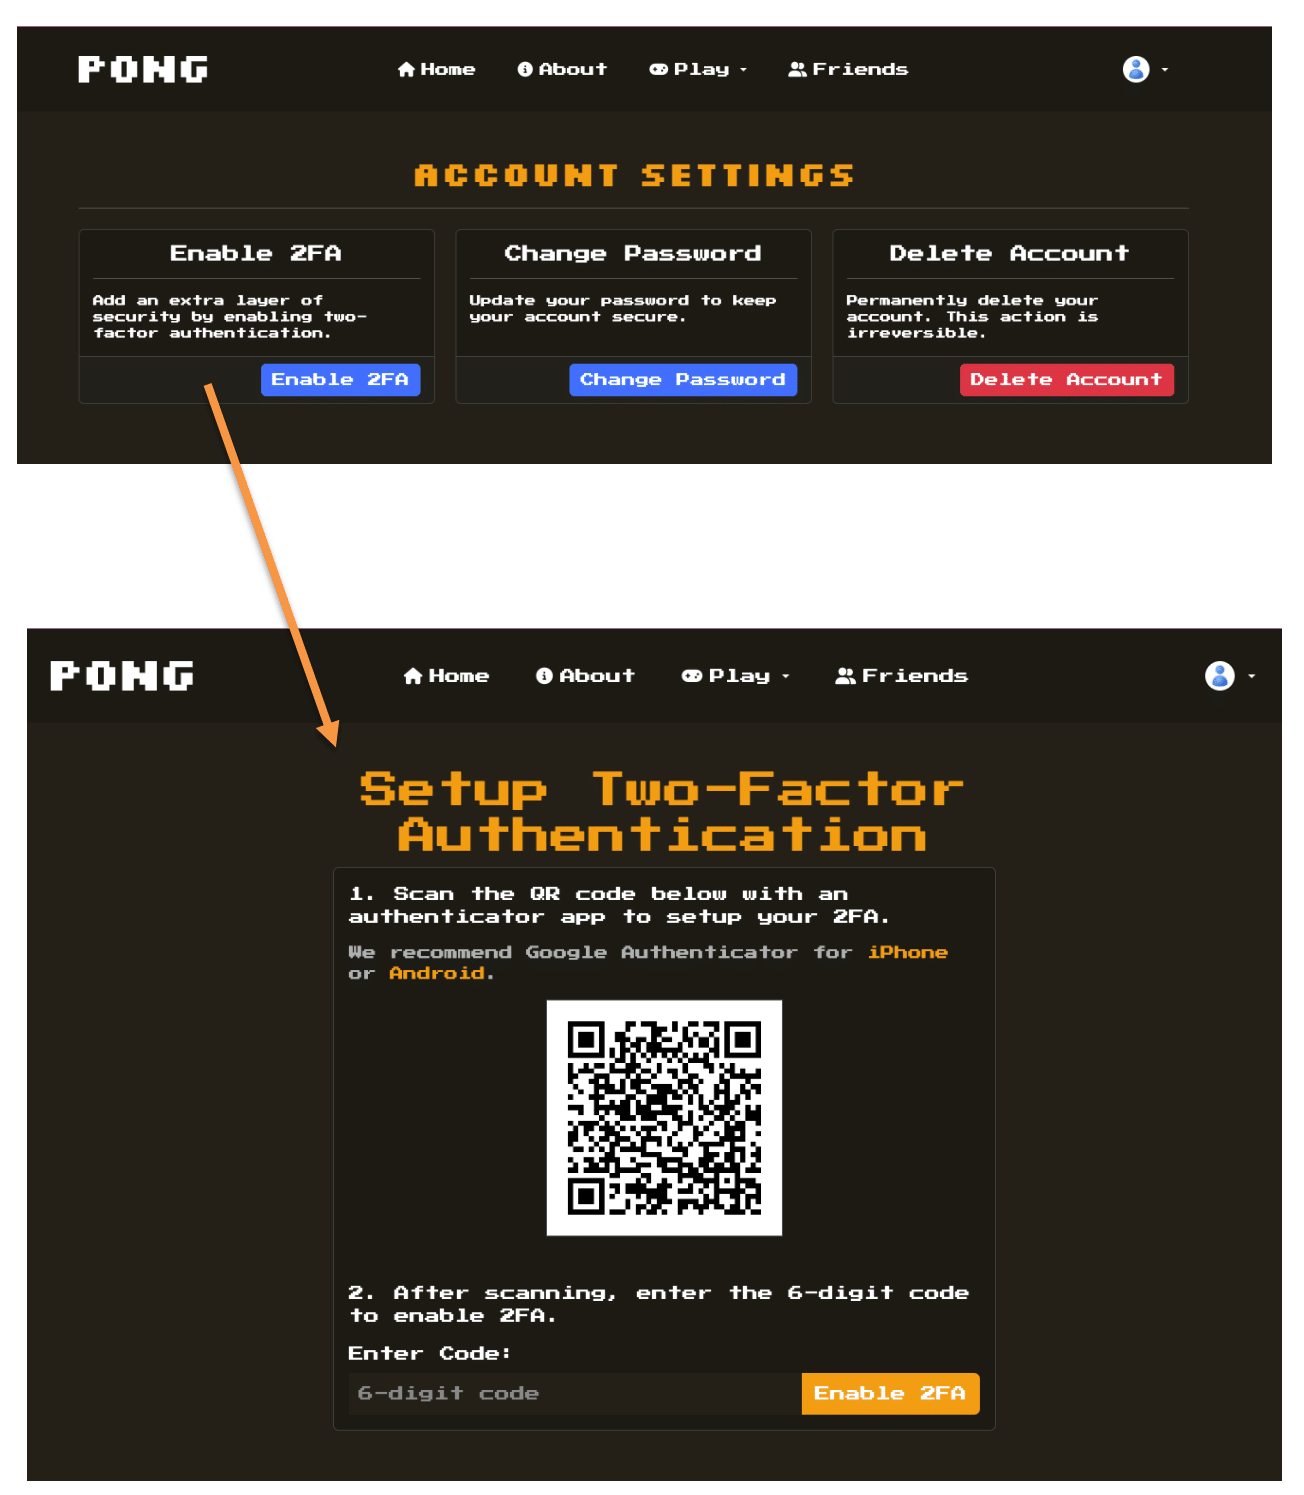 PONG
Home
About
Play
Friends
ACCOUNT SETTINGS
Enable 2FA
Add an extra layer of
security by enabling two-
factor authentication.
Enable 2FA
Change Password
Update your password to keep
your account secure.
Change Password
Delete Account
Permanently delete your
account. This action is
irreversible.
Delete Account
PONG
Home
About
Play
Friends
Setup Two-Factor
Authentication
1. Scan the QR code below with an
authenticator app to setup your 2FA.
We recommend Google Authenticator for iPhone
or Android.
2. After scanning, enter the 6-digit code
to enable 2FA.
Enter Code:
6-digit code
Enable 2FA